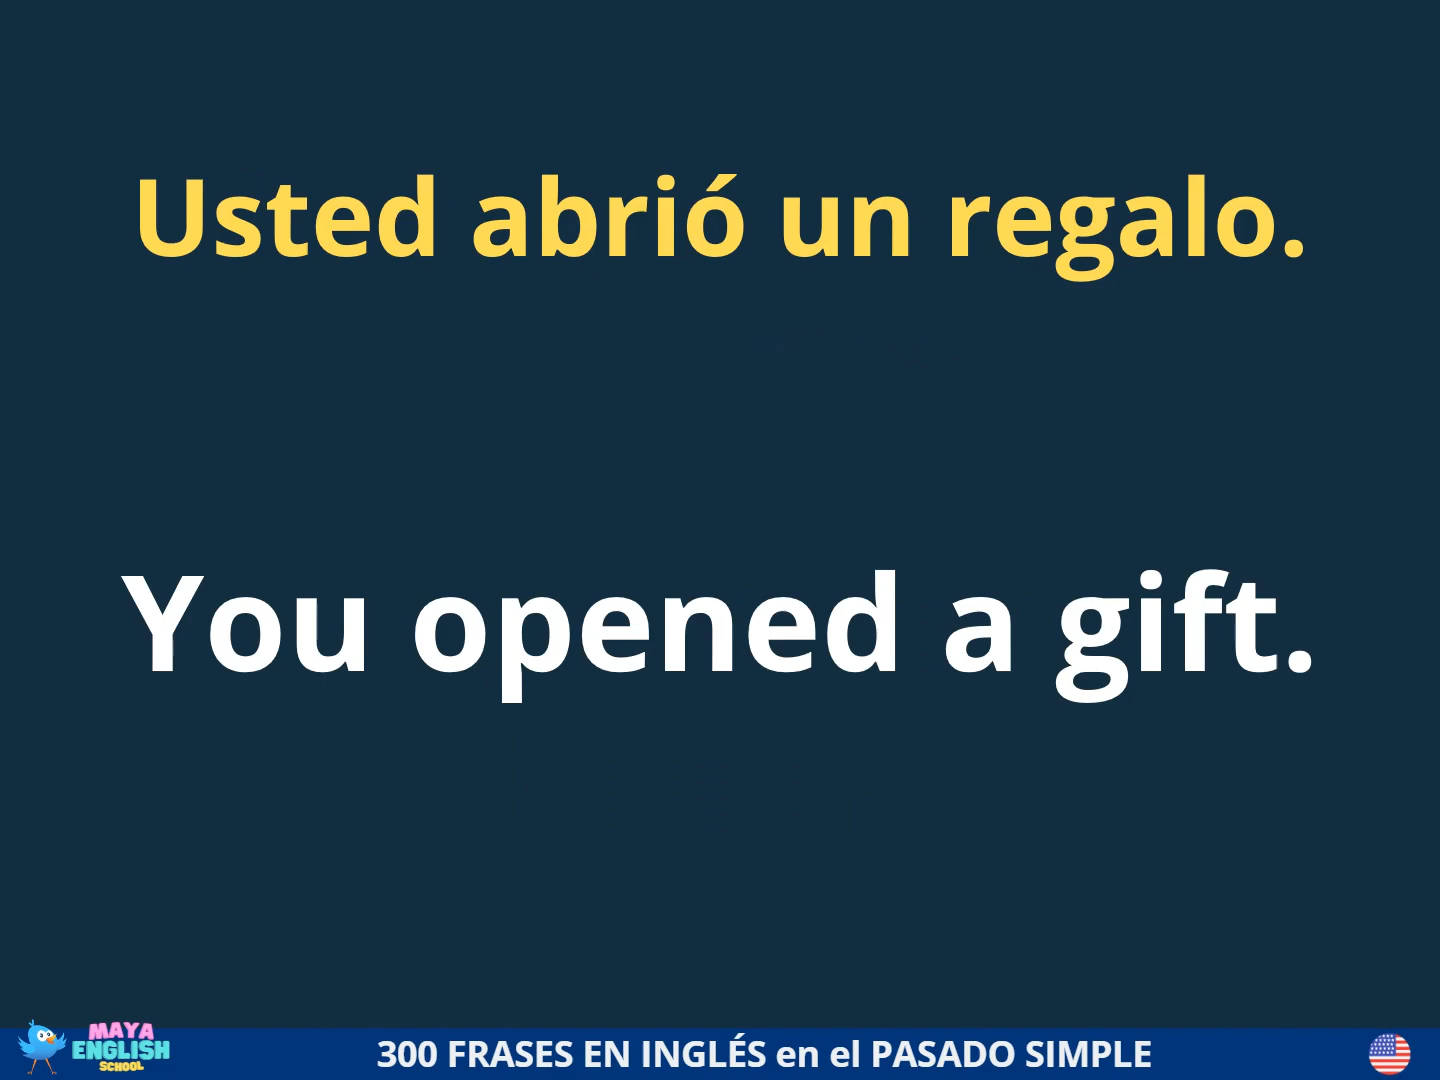 Usted abrió un regalo.
You opened a gift.
MAYA
ENGLISH
SCHOOL
300 FRASES EN INGLÉS en el PASADO SIMPLE